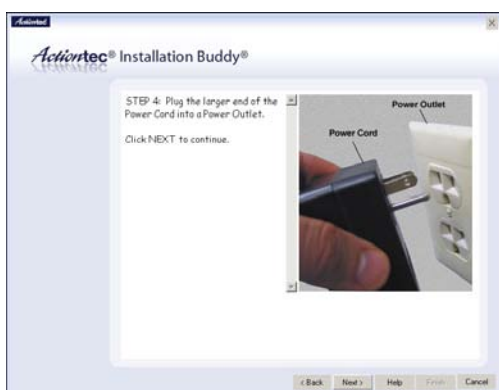 Actiontec
Actiontec® Installation Buddy®
STEP 4: Plug the larger end of the
Power Cord into a Power Outlet.
Click NEXT to continue.
Power Outlet
Power Cord
< Back Next > Help Finish Cancel